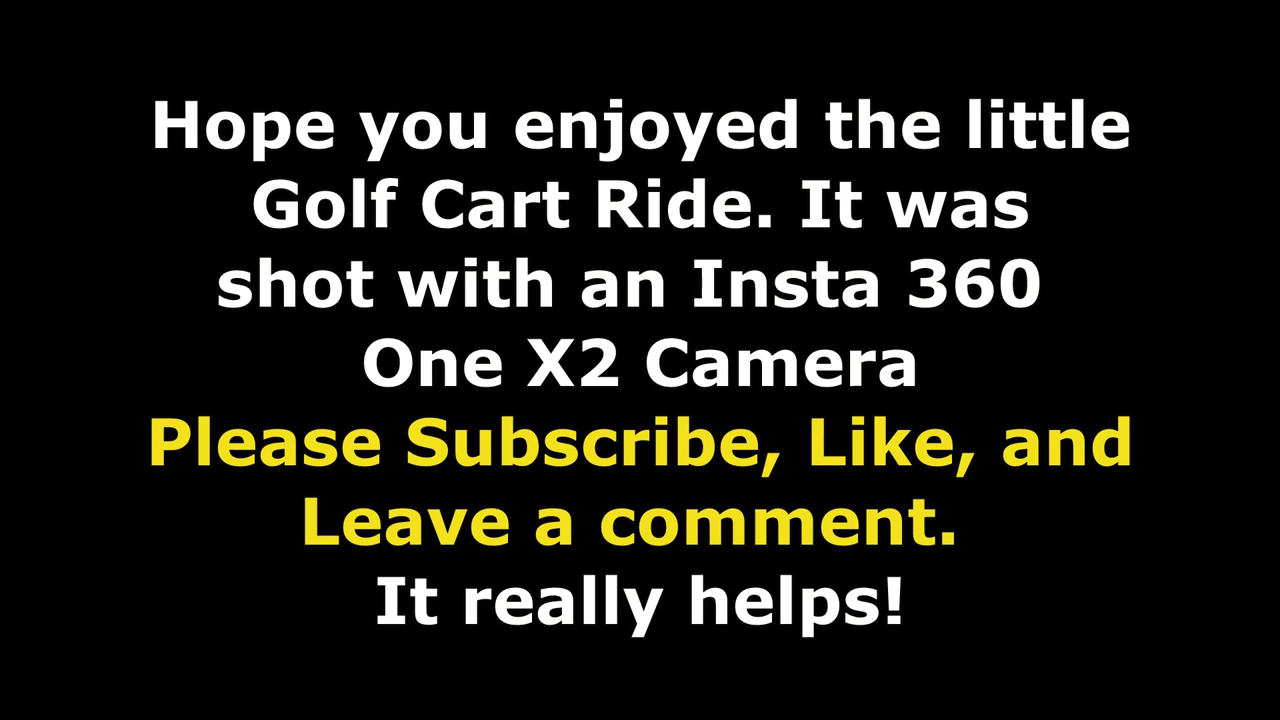 Hope you enjoyed the little
Golf Cart Ride. It was
shot with an Insta 360
One X2 Camera
Please Subscribe, Like, and
Leave a comment.
It really helps!